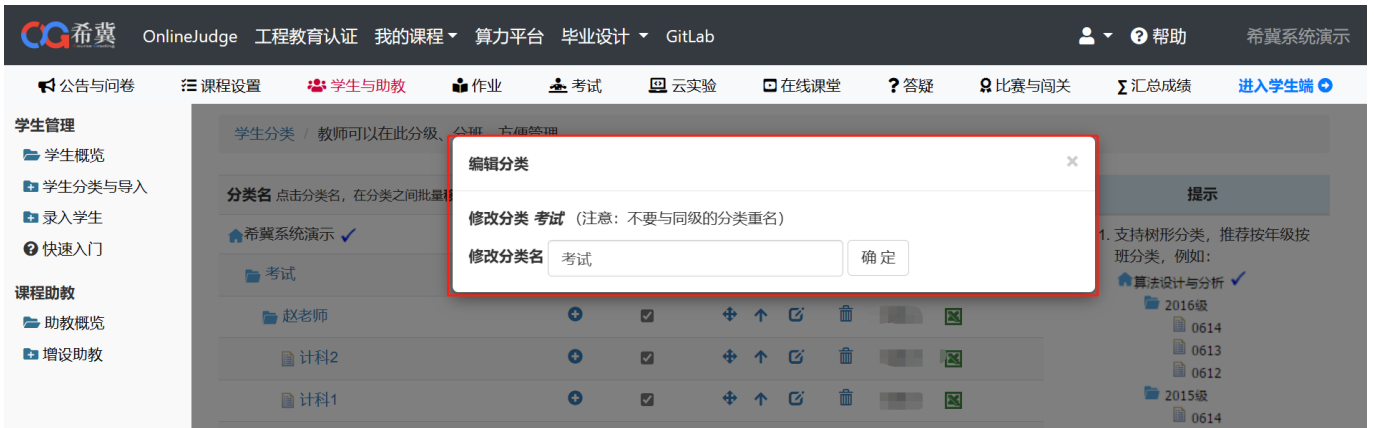 CG希冀 OnlineJudge 工程教育认证 我的课程 算力平台 毕业设计 GitLab 帮助 希冀系统演示
公告与问卷 课程设置 学生与助教 作业 考试 云实验 在线课堂 ?答疑 比赛与闯关 Σ汇总成绩 进入学生端
学生管理
学生概览
学生分类与导入
录入学生
快速入门
课程助教
助教概览
增设助教
学生分类 / 教师可以在此分级、分班，方便管理
分类名 点击分类名，在分类之间批量
希冀系统演示
考试
赵老师
计科2
计科1
编辑分类 ×
修改分类 考试 (注意：不要与同级的分类重名)
修改分类名 考试 确 定
提示
1. 支持树形分类，推荐按年级按
班分类，例如：
算法设计与分析
2016级
0614
0613
0612
2015级
0614